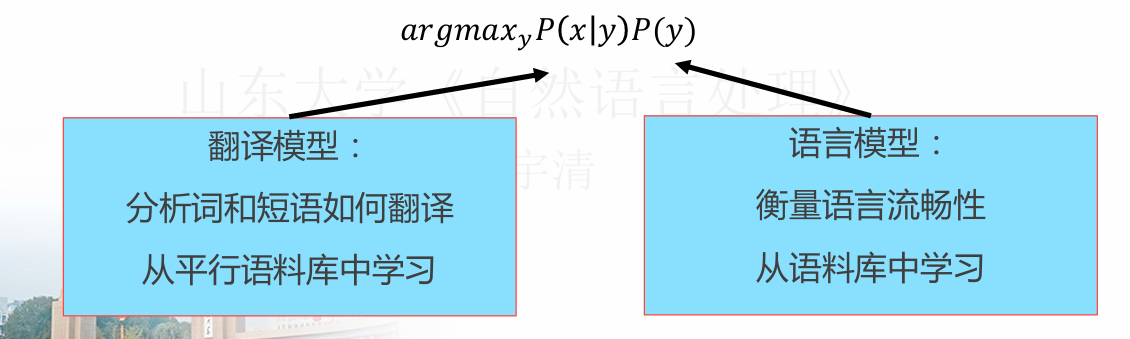 argmax_y P(x|y)P(y)
山东大学《自然语言处理》
宇清
翻译模型：
分析词和短语如何翻译
从平行语料库中学习
语言模型：
衡量语言流畅性
从语料库中学习